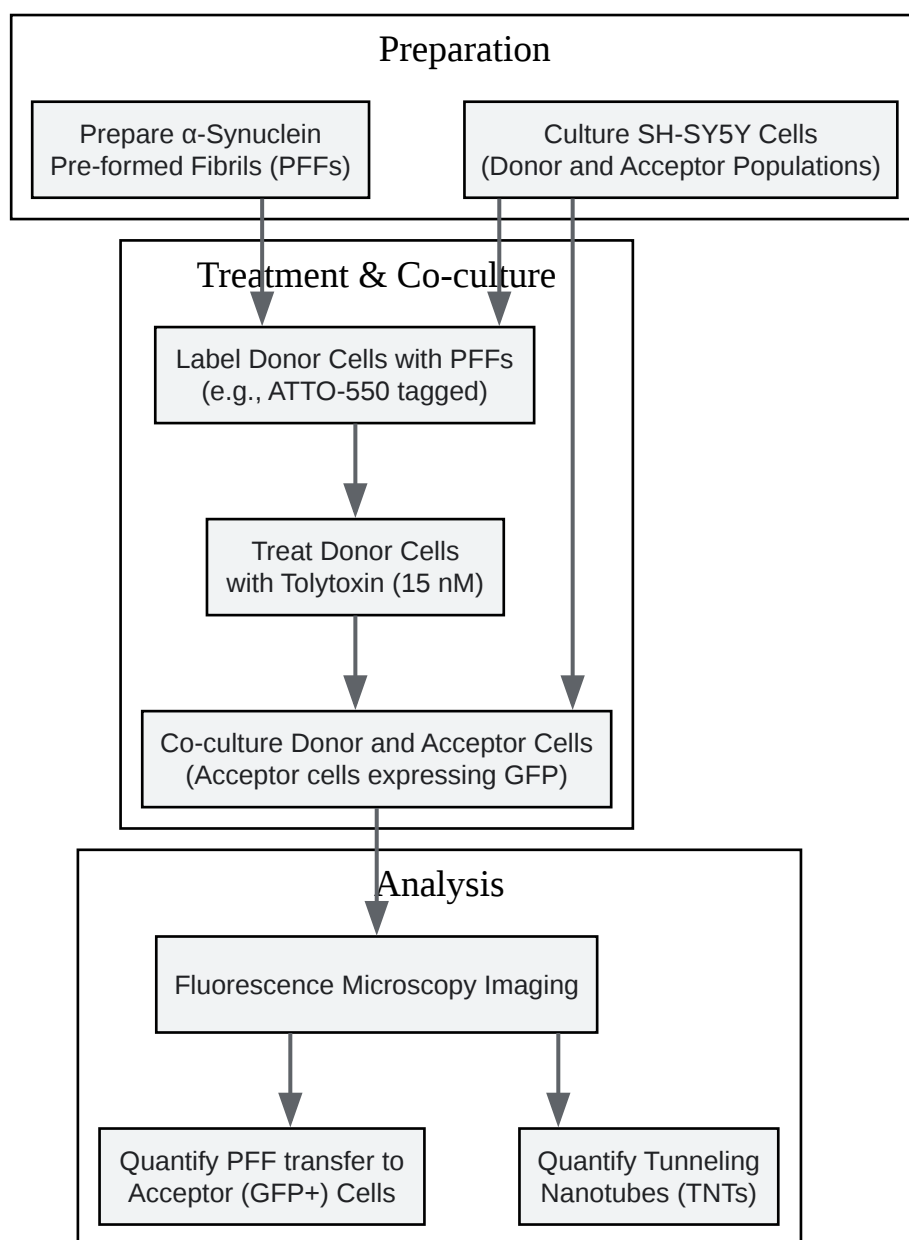 Preparation
Prepare α-Synuclein
Pre-formed Fibrils (PFFs)
Culture SH-SY5Y Cells
(Donor and Acceptor Populations)
Treatment & Co-culture
Label Donor Cells with PFFs
(e.g., ATTO-550 tagged)
Treat Donor Cells
with Tolytoxin (15 nM)
Co-culture Donor and Acceptor Cells
(Acceptor cells expressing GFP)
Analysis
Fluorescence Microscopy Imaging
Quantify PFF transfer to
Acceptor (GFP+) Cells
Quantify Tunneling
Nanotubes (TNTs)